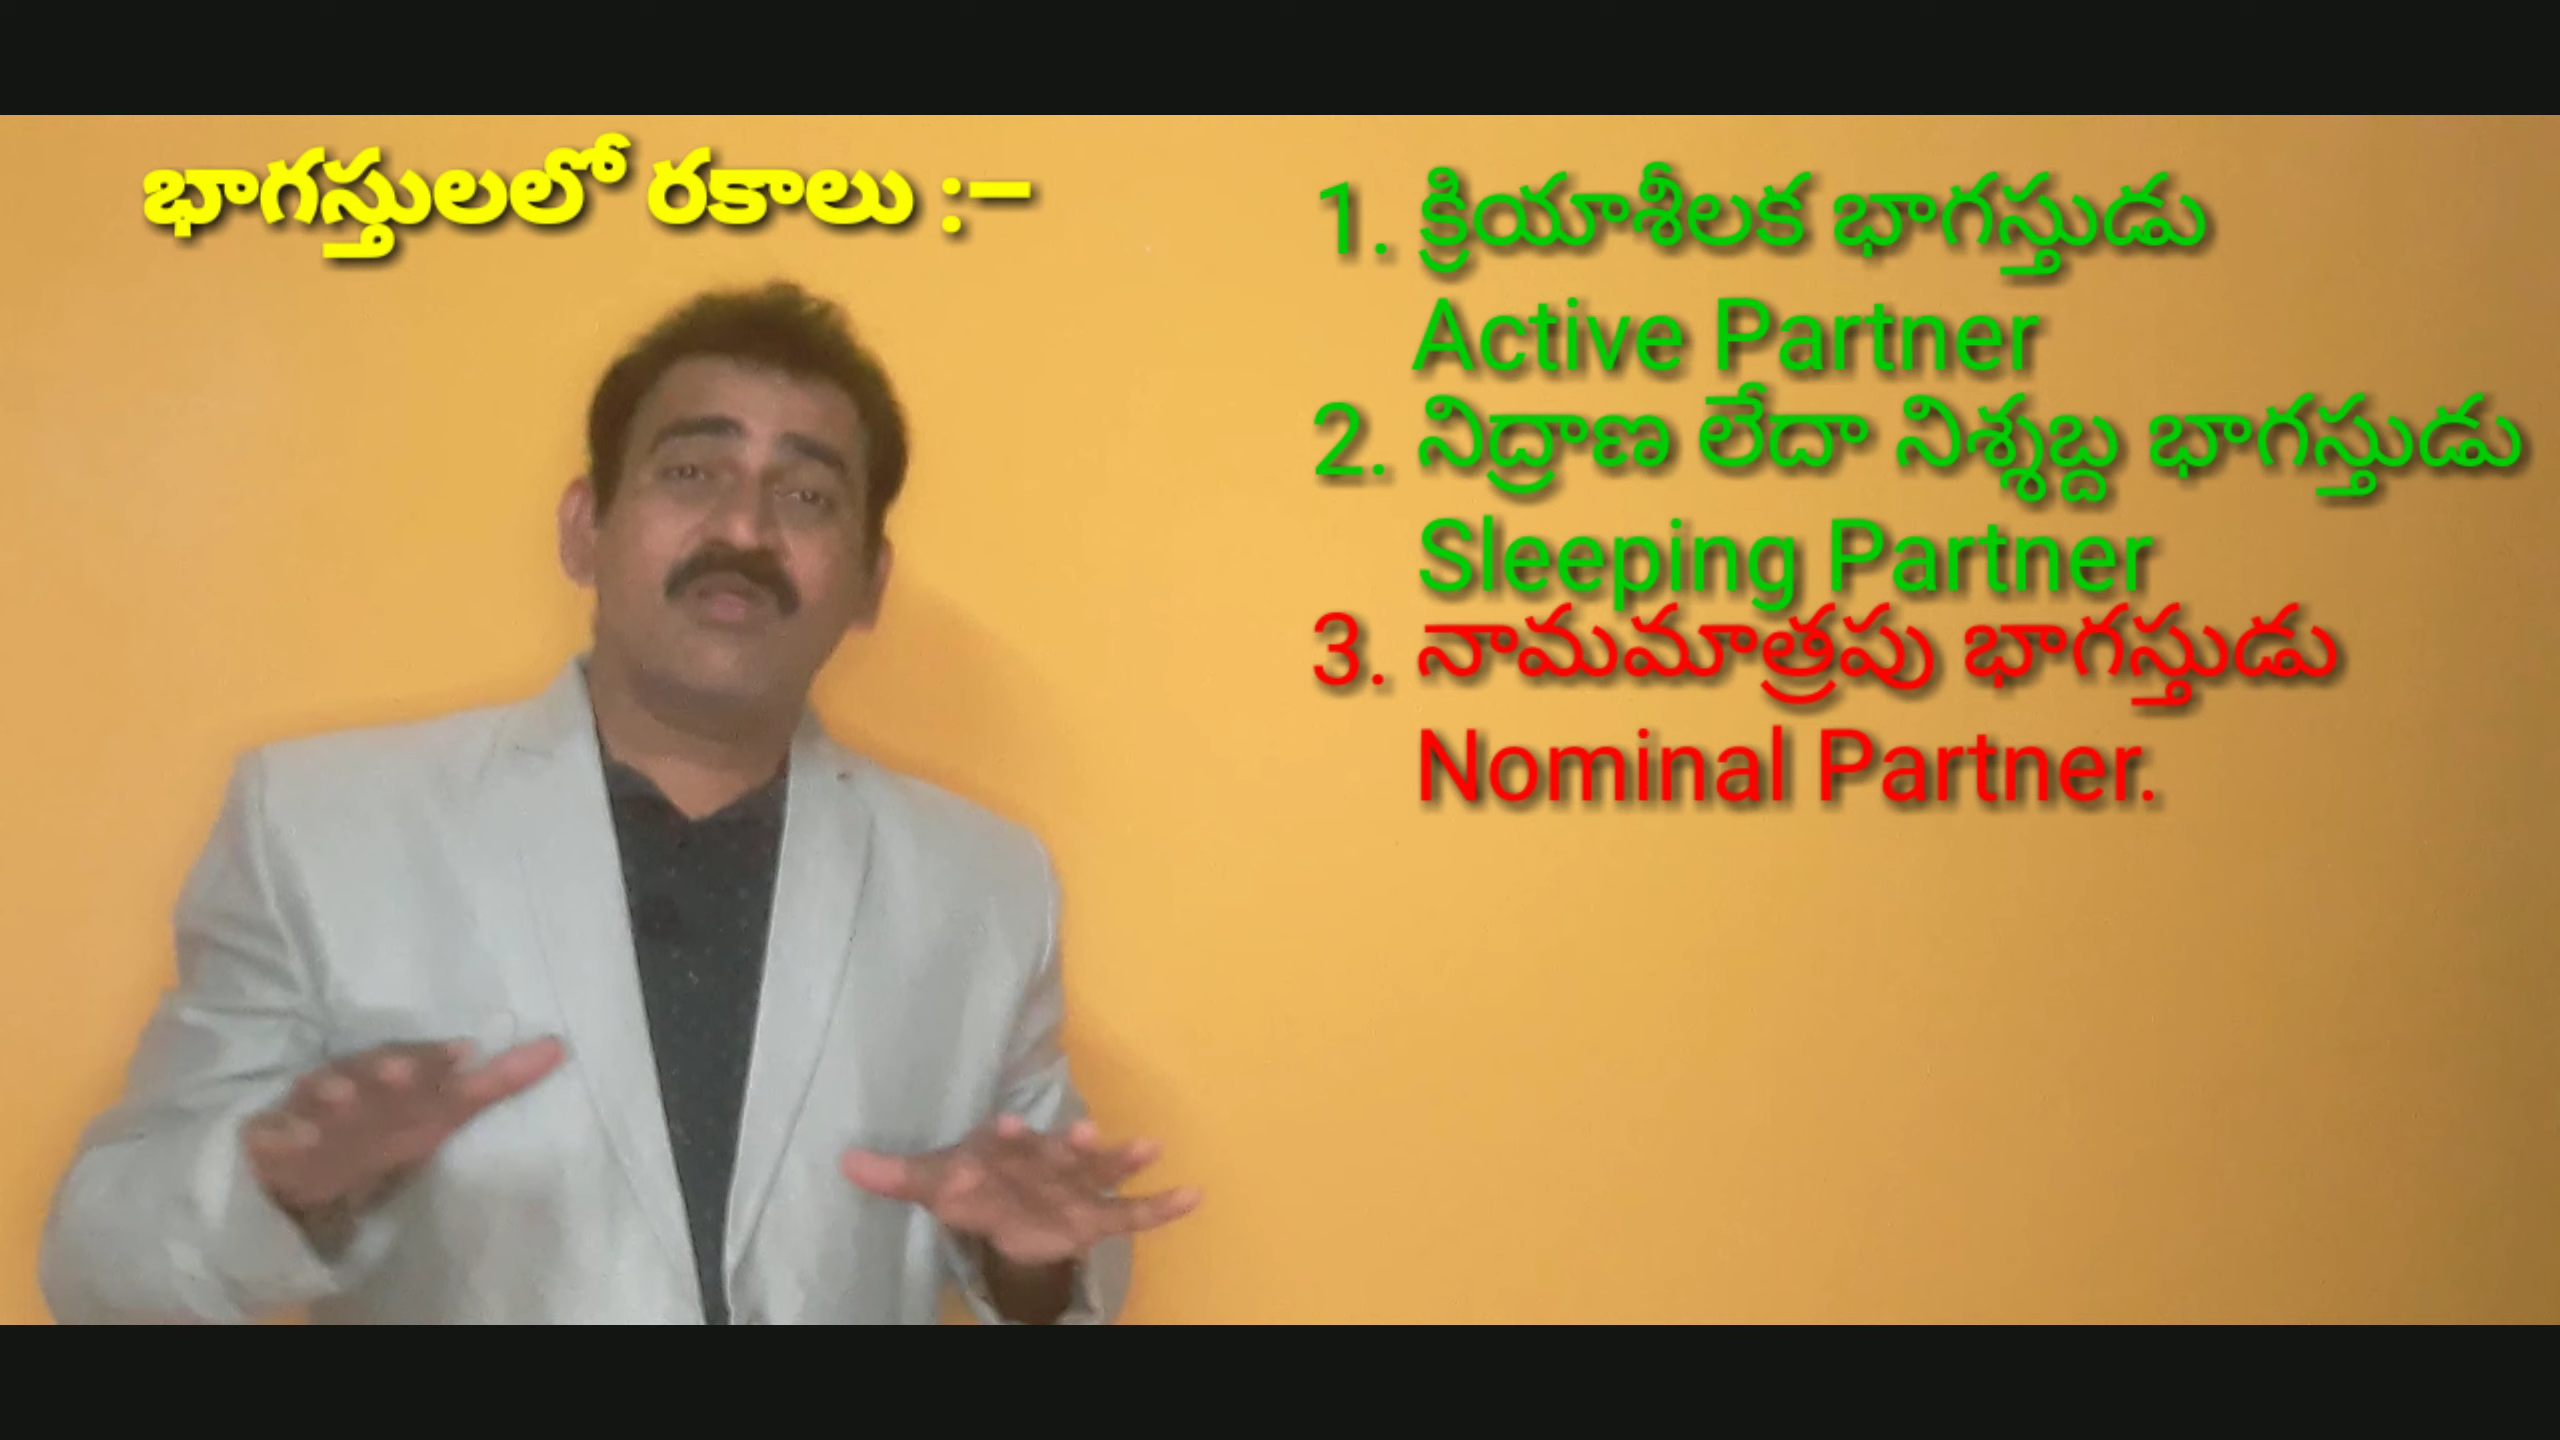 భాగస్తులలో రకాలు :–
1. క్రియాశీలక భాగస్తుడు
Active Partner
2. నిద్రాణ లేదా నిశ్శబ్ద భాగస్తుడు
Sleeping Partner
3. నామమాత్రపు భాగస్తుడు
Nominal Partner.